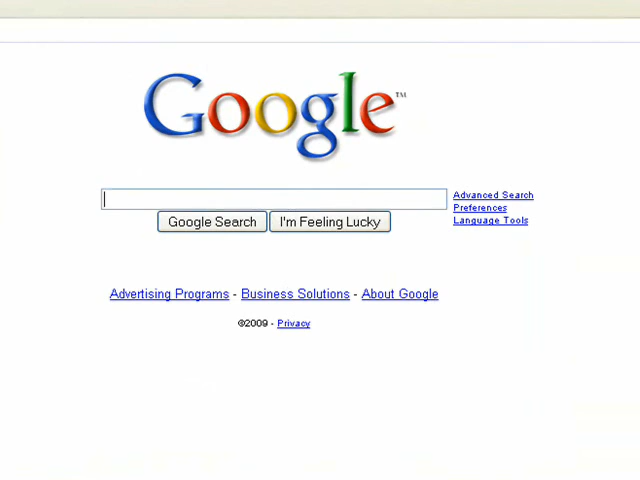 Google™
Advanced Search
Preferences
Language Tools
Google Search I'm Feeling Lucky
Advertising Programs - Business Solutions - About Google
©2009 - Privacy